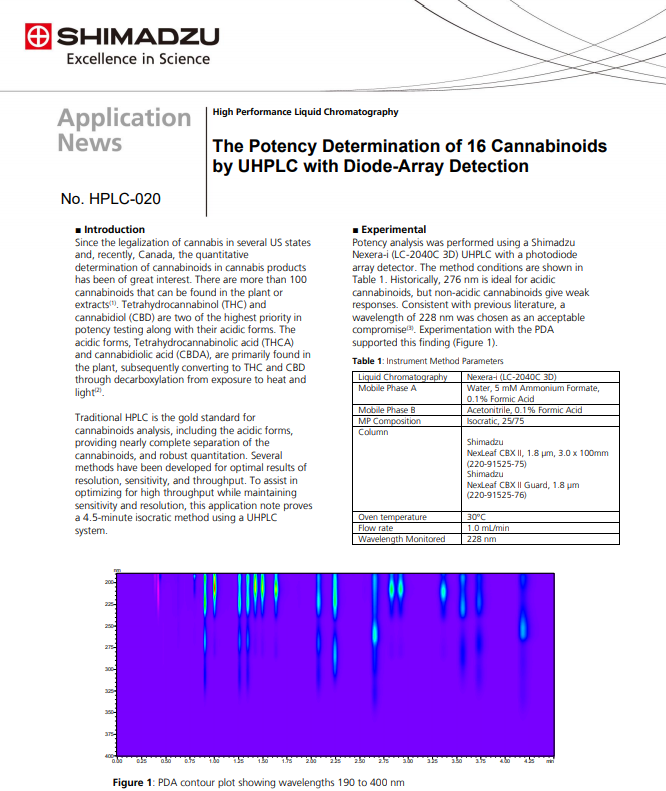 SHIMADZU
Excellence in Science
Application
News
No. HPLC-020
High Performance Liquid Chromatography
The Potency Determination of 16 Cannabinoids
by UHPLC with Diode-Array Detection
■ Introduction
Since the legalization of cannabis in several US states
and, recently, Canada, the quantitative
determination of cannabinoids in cannabis products
has been of great interest. There are more than 100
cannabinoids that can be found in the plant or
extracts(1). Tetrahydrocannabinol (THC) and
cannabidiol (CBD) are two of the highest priority in
potency testing along with their acidic forms. The
acidic forms, Tetrahydrocannabinolic acid (THCA)
and cannabidiolic acid (CBDA), are primarily found in
the plant, subsequently converting to THC and CBD
through decarboxylation from exposure to heat and
light(2).
Traditional HPLC is the gold standard for
cannabinoids analysis, including the acidic forms,
providing nearly complete separation of the
cannabinoids, and robust quantitation. Several
methods have been developed for optimal results of
resolution, sensitivity, and throughput. To assist in
optimizing for high throughput while maintaining
sensitivity and resolution, this application note proves
a 4.5-minute isocratic method using a UHPLC
system.
■ Experimental
Potency analysis was performed using a Shimadzu
Nexera-i (LC-2040C 3D) UHPLC with a photodiode
array detector. The method conditions are shown in
Table 1. Historically, 276 nm is ideal for acidic
cannabinoids, but non-acidic cannabinoids give weak
responses. Consistent with previous literature, a
wavelength of 228 nm was chosen as an acceptable
compromise(3). Experimentation with the PDA
supported this finding (Figure 1).
Table 1: Instrument Method Parameters
Liquid Chromatography Nexera-i (LC-2040C 3D)
Mobile Phase A Water, 5 mM Ammonium Formate,
0.1% Formic Acid
Mobile Phase B Acetonitrile, 0.1% Formic Acid
MP Composition Isocratic, 25/75
Column
Shimadzu
NexLeaf CBX II, 1.8 µm, 3.0 x 100mm
(220-91525-75)
Shimadzu
NexLeaf CBX II Guard, 1.8 µm
(220-91525-76)
Oven temperature 30°C
Flow rate 1.0 mL/min
Wavelength Monitored 228 nm
nm
200
225
250
275
300
325
350
375
400
0.00 0.25 0.50 0.75 1.00 1.25 1.50 1.75 2.00 2.25 2.50 2.75 3.00 3.25 3.50 3.75 4.00 4.25 min
Figure 1: PDA contour plot showing wavelengths 190 to 400 nm